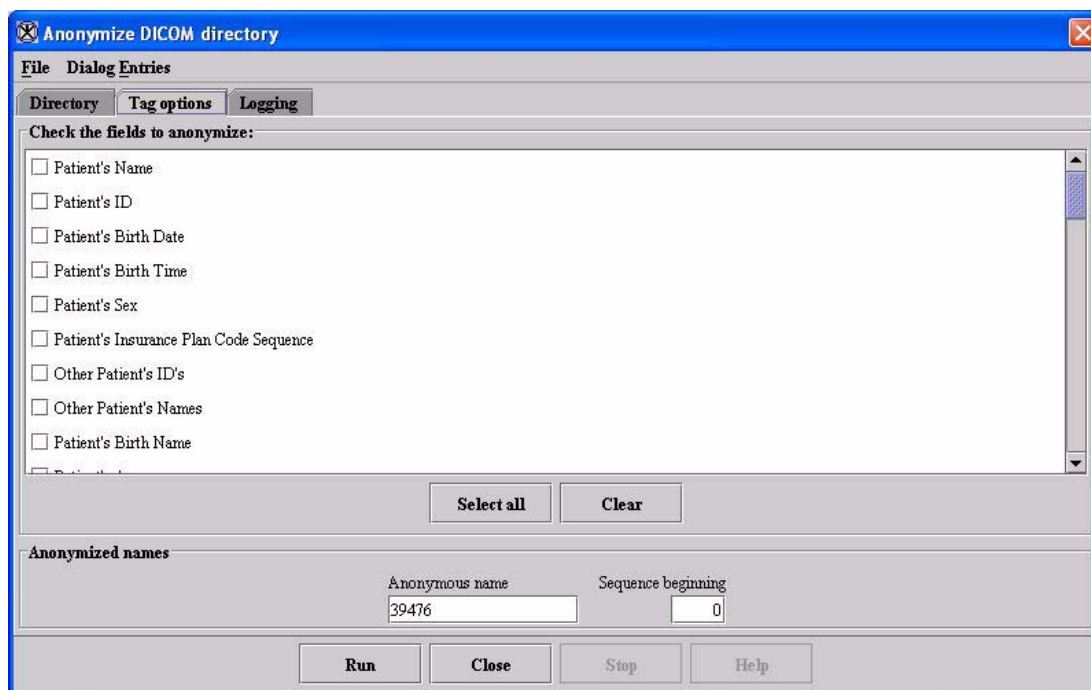 Anonymize DICOM directory
File Dialog Entries
Directory Tag options Logging
Check the fields to anonymize:
Patient's Name
Patient's ID
Patient's Birth Date
Patient's Birth Time
Patient's Sex
Patient's Insurance Plan Code Sequence
Other Patient's ID's
Other Patient's Names
Patient's Birth Name
Select all Clear
Anonymized names
Anonymous name Sequence beginning
39476 0
Run Close Stop Help